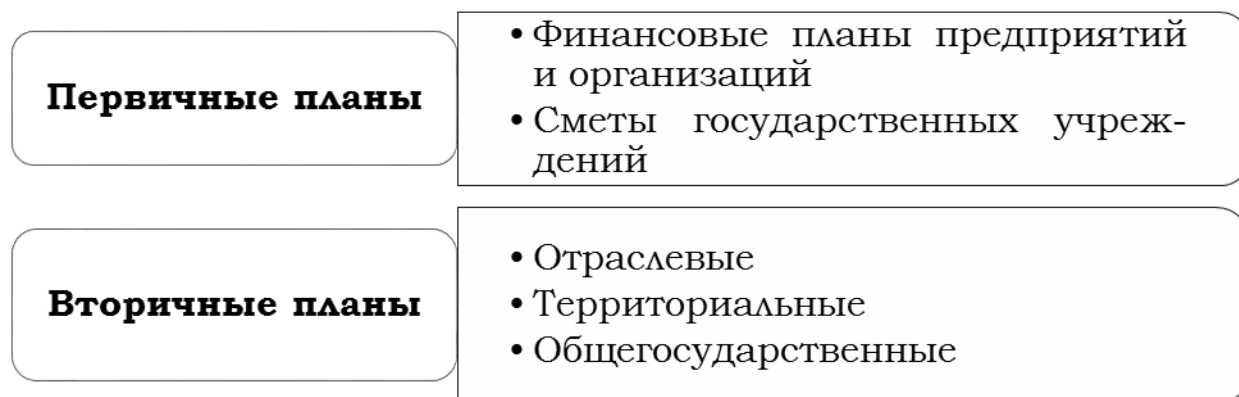 Первичные планы
• Финансовые планы предприятий
и организаций
• Сметы государственных учреж-
дений
Вторичные планы
• Отраслевые
• Территориальные
• Общегосударственные